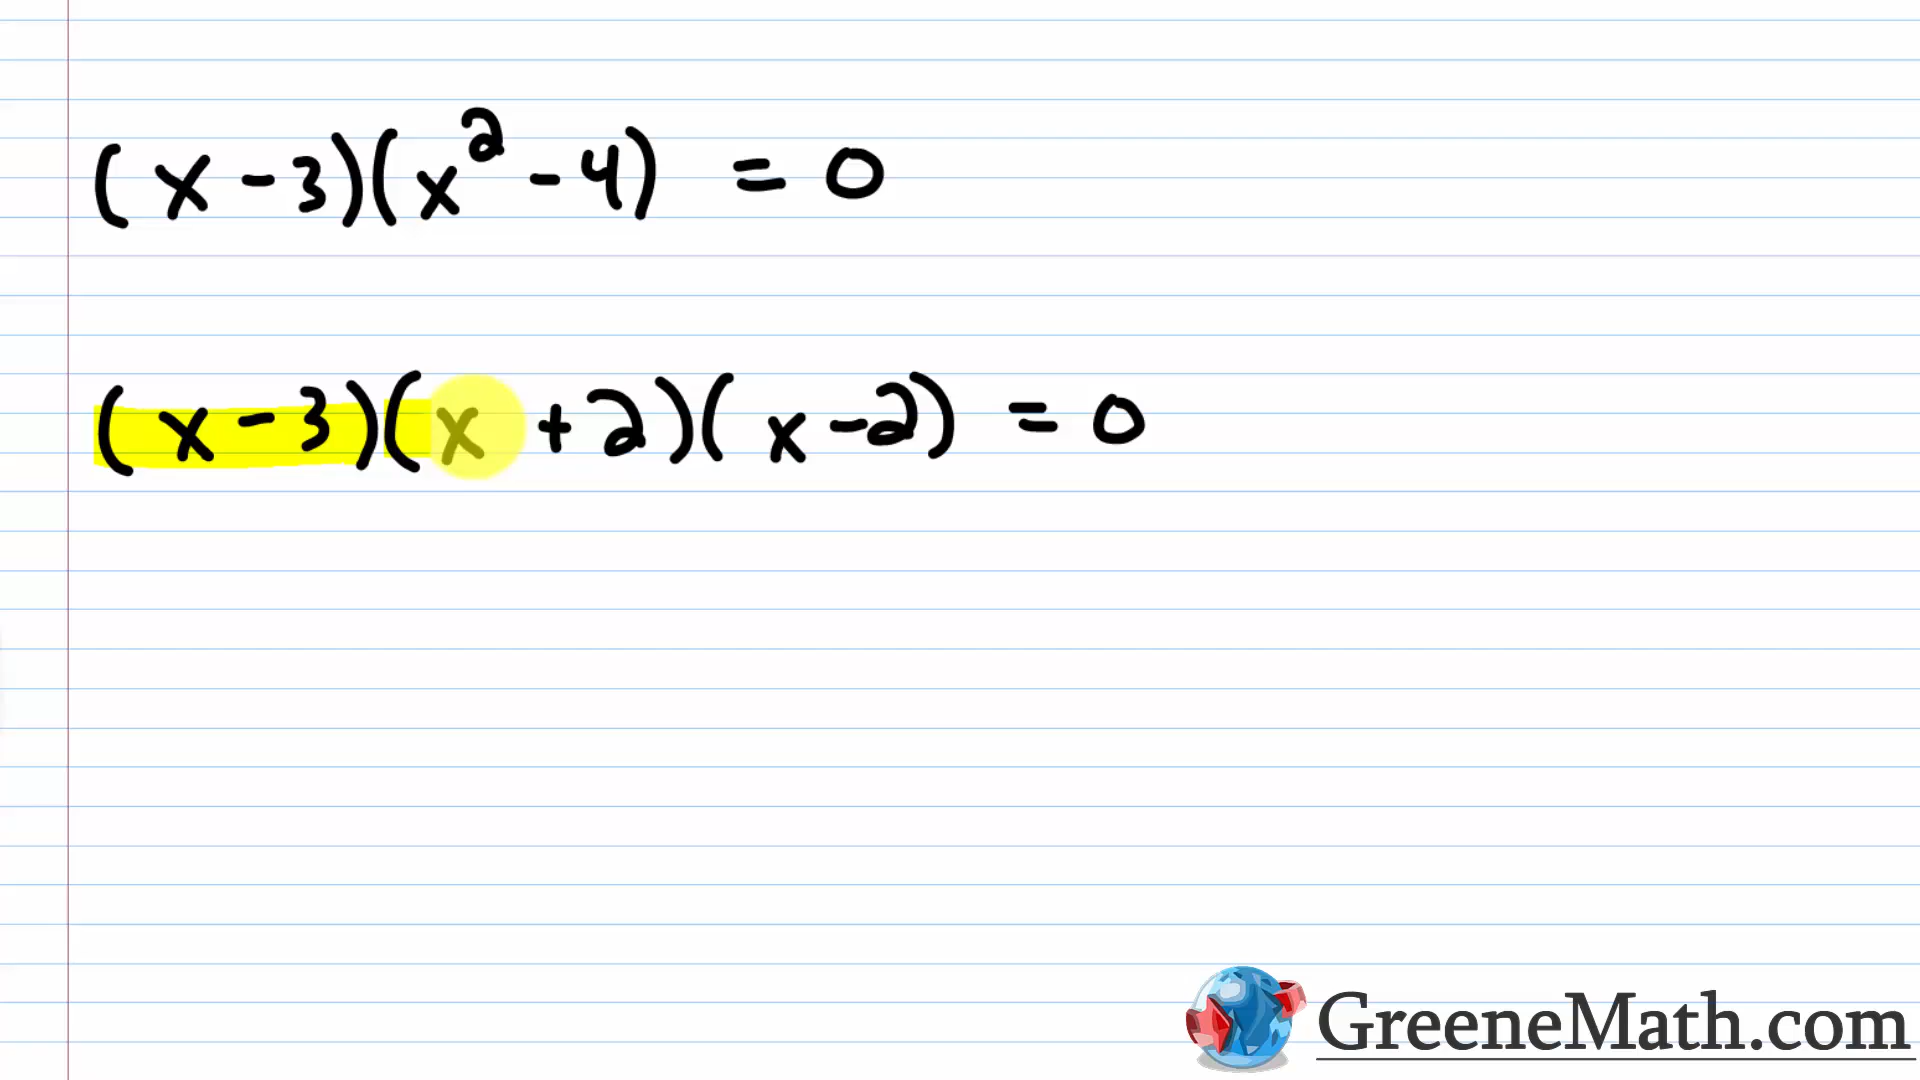 (x - 3)(x² - 4) = 0
(x - 3)(x + 2)(x - 2) = 0
GreeneMath.com